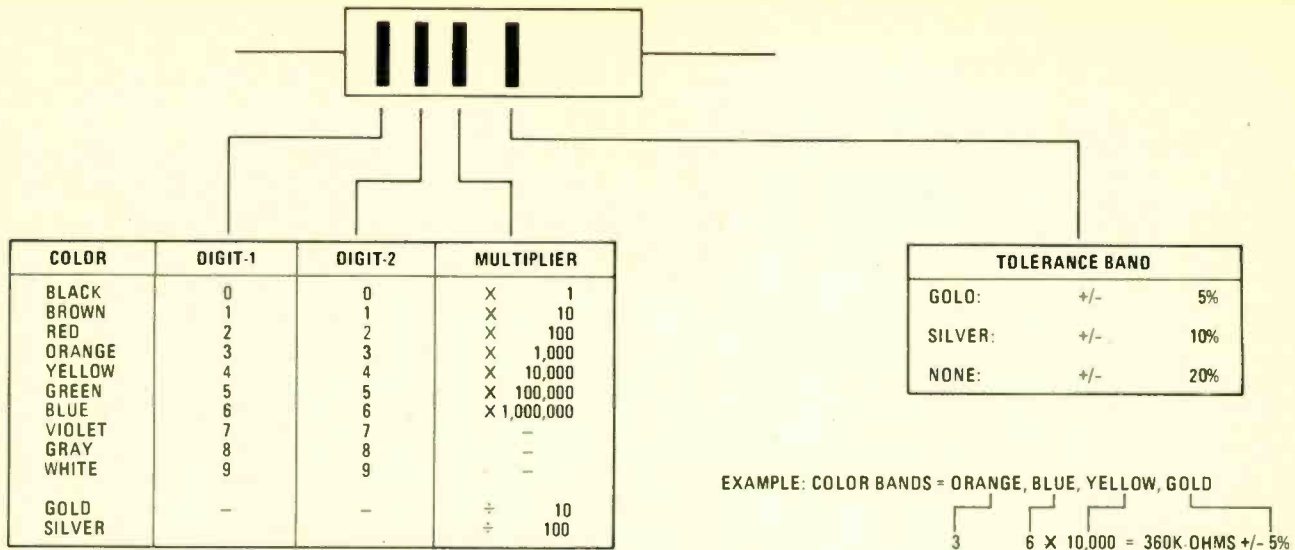 COLOR DIGIT-1 DIGIT-2 MULTIPLIER
BLACK 0 0 X 1
BROWN 1 1 X 10
RED 2 2 X 100
ORANGE 3 3 X 1,000
YELLOW 4 4 X 10,000
GREEN 5 5 X 100,000
BLUE 6 6 X 1,000,000
VIOLET 7 7 –
GRAY 8 8 –
WHITE 9 9 –
GOLD – – ÷ 10
SILVER ÷ 100
TOLERANCE BAND
GOLD: +/- 5%
SILVER: +/- 10%
NONE: +/- 20%
EXAMPLE: COLOR BANDS = ORANGE, BLUE, YELLOW, GOLD
3 6 X 10,000 = 360K OHMS +/- 5%